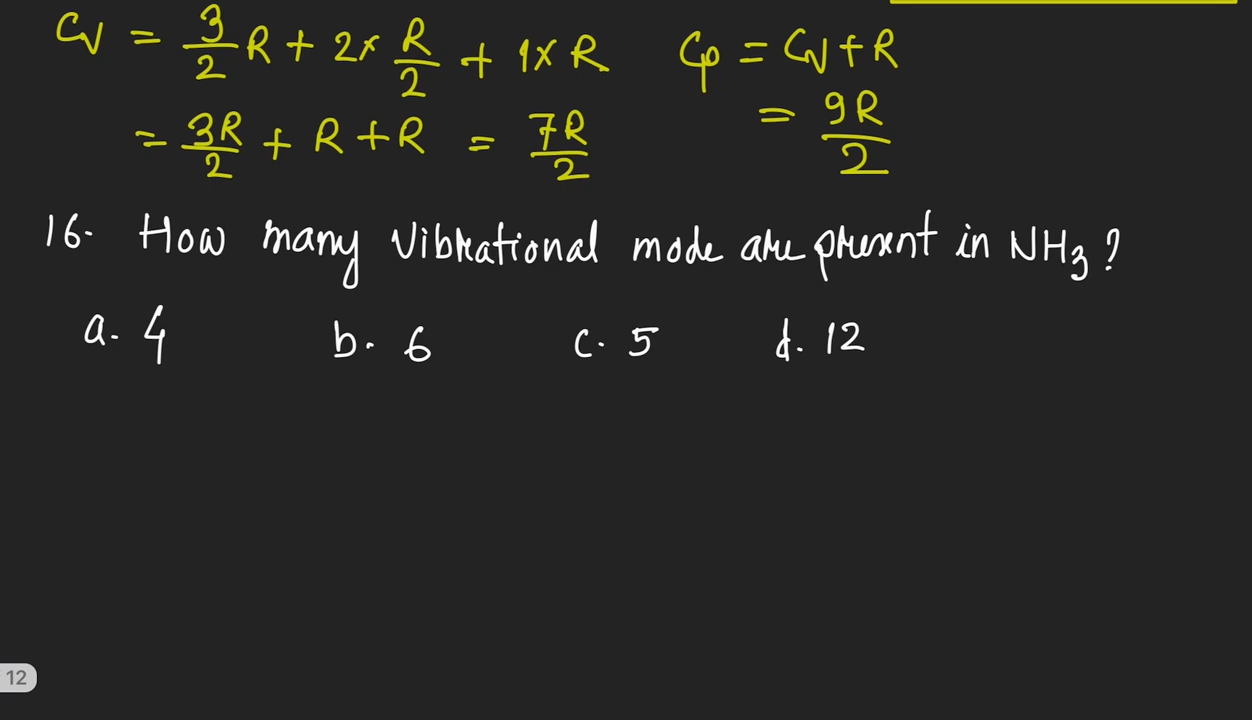 Cv = 3/2 R + 2 x R/2 + 1 x R Cp = Cv + R
= 3R/2 + R + R = 7R/2 = 9R/2
16. How many Vibrational mode are present in NH3 ?
a. 4 b. 6 c. 5 d. 12
12